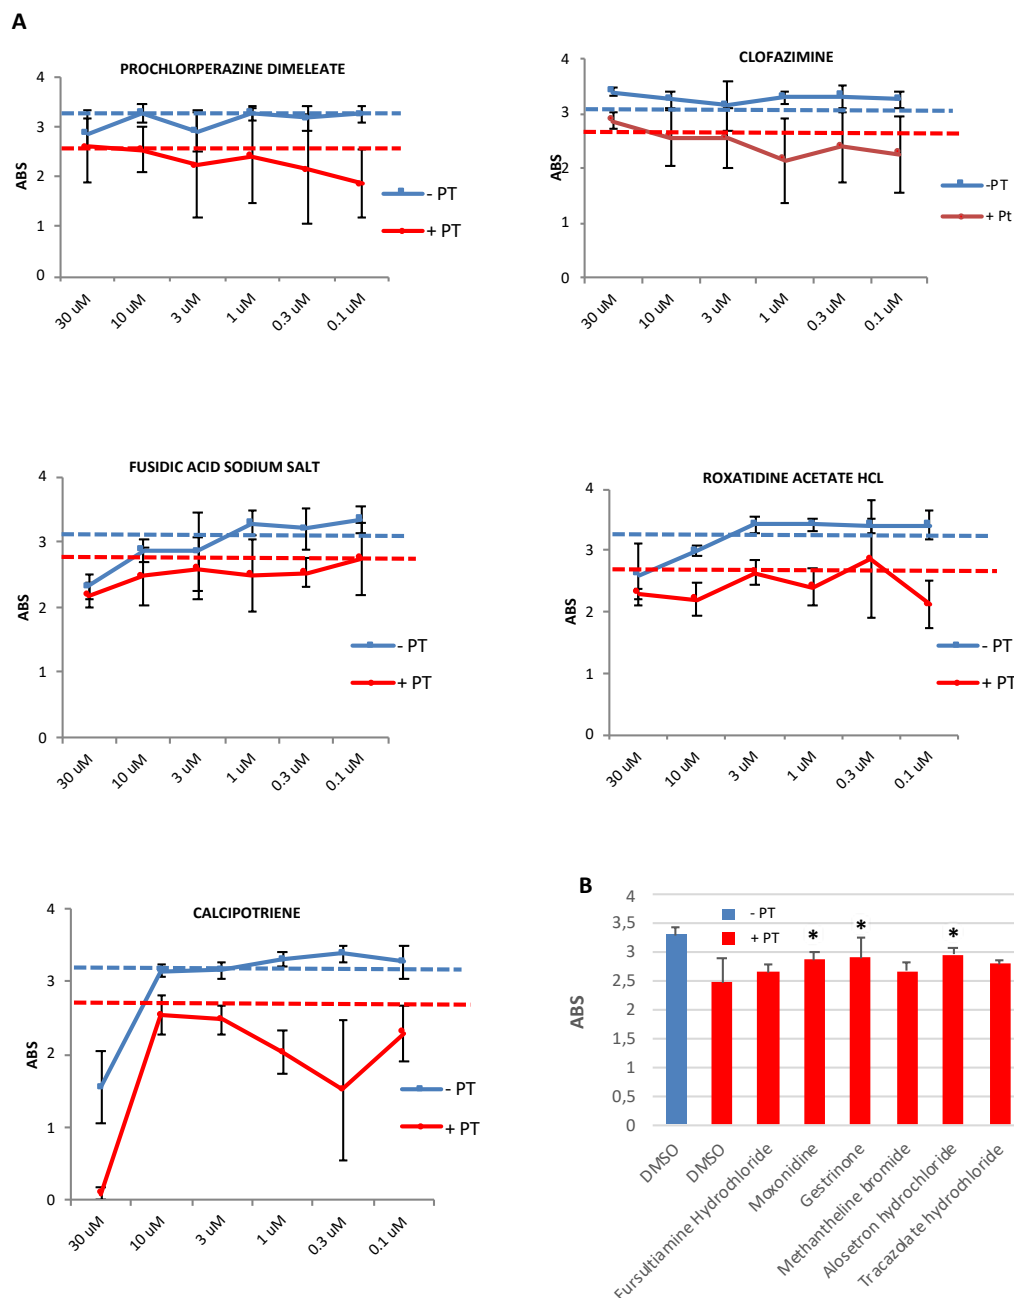 A
PROCHLORPERAZINE DIMELEATE
4
3
2
1
0
ABS
- PT
+ PT
30 uM
10 uM
3 uM
1 uM
0.3 uM
0.1 uM
CLOFAZIMINE
4
3
2
1
0
ABS
-PT
+ Pt
30 uM
10 uM
3 uM
1 uM
0.3 uM
0.1 uM
FUSIDIC ACID SODIUM SALT
4
3
2
1
0
ABS
- PT
+ PT
30 uM
10 uM
3 uM
1 uM
0.3 uM
0.1 uM
ROXATIDINE ACETATE HCL
4
3
2
1
0
ABS
- PT
+ PT
30 uM
10 uM
3 uM
1 uM
0.3 uM
0.1 uM
CALCIPOTRIENE
4
3
2
1
0
ABS
- PT
+ PT
30 uM
10 uM
3 uM
1 uM
0.3 uM
0.1 uM
B
4
3,5
3
2,5
2
1,5
1
0,5
0
ABS
- PT
+ PT
*
*
*
DMSO
DMSO
Fursultiamine Hydrochloride
Moxonidine
Gestrinone
Methantheline bromide
Alosetron hydrochloride
Tracazolate hydrochloride